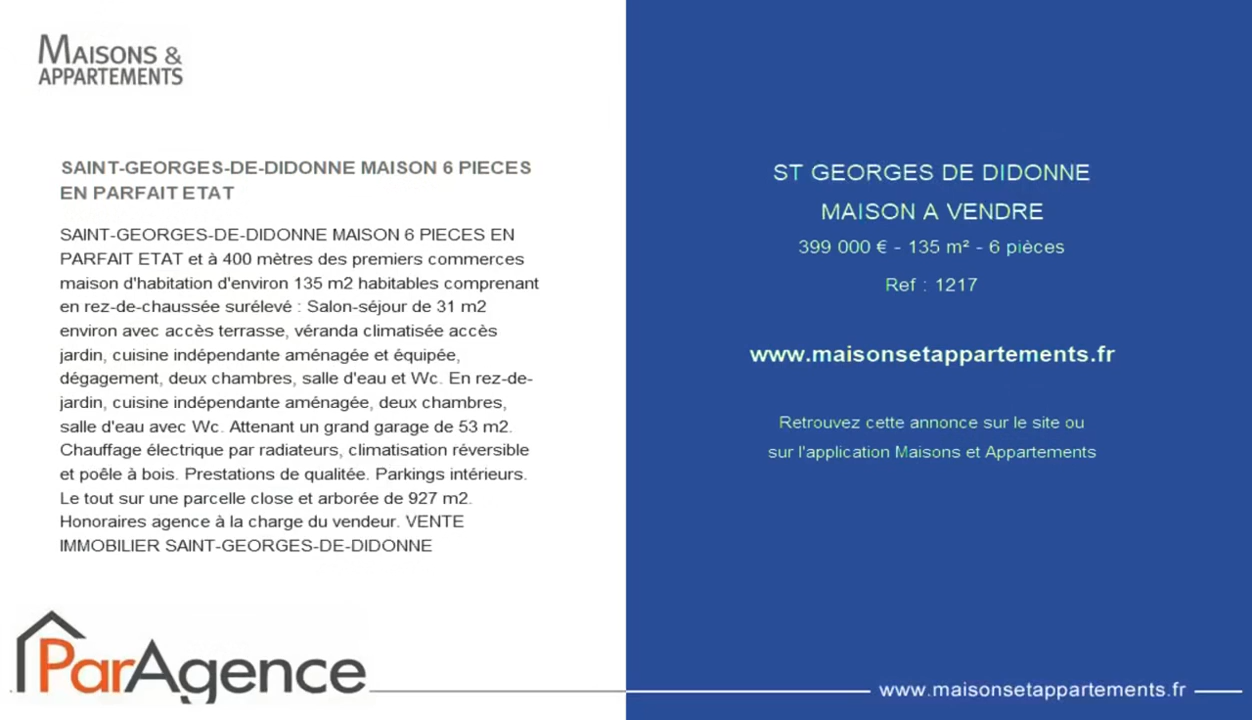 MAISONS &
APPARTEMENTS
SAINT-GEORGES-DE-DIDONNE MAISON 6 PIECES
EN PARFAIT ETAT
SAINT-GEORGES-DE-DIDONNE MAISON 6 PIECES EN
PARFAIT ETAT et à 400 mètres des premiers commerces
maison d'habitation d'environ 135 m2 habitables comprenant
en rez-de-chaussée surélevé : Salon-séjour de 31 m2
environ avec accès terrasse, véranda climatisée accès
jardin, cuisine indépendante aménagée et équipée,
dégagement, deux chambres, salle d'eau et Wc. En rez-de-
jardin, cuisine indépendante aménagée, deux chambres,
salle d'eau avec Wc. Attenant un grand garage de 53 m2.
Chauffage électrique par radiateurs, climatisation réversible
et poêle à bois. Prestations de qualitée. Parkings intérieurs.
Le tout sur une parcelle close et arborée de 927 m2.
Honoraires agence à la charge du vendeur. VENTE
IMMOBILIER SAINT-GEORGES-DE-DIDONNE
ParAgence
ST GEORGES DE DIDONNE
MAISON A VENDRE
399 000 € - 135 m² - 6 pièces
Ref : 1217
www.maisonsetappartements.fr
Retrouvez cette annonce sur le site ou
sur l'application Maisons et Appartements
www.maisonsetappartements.fr